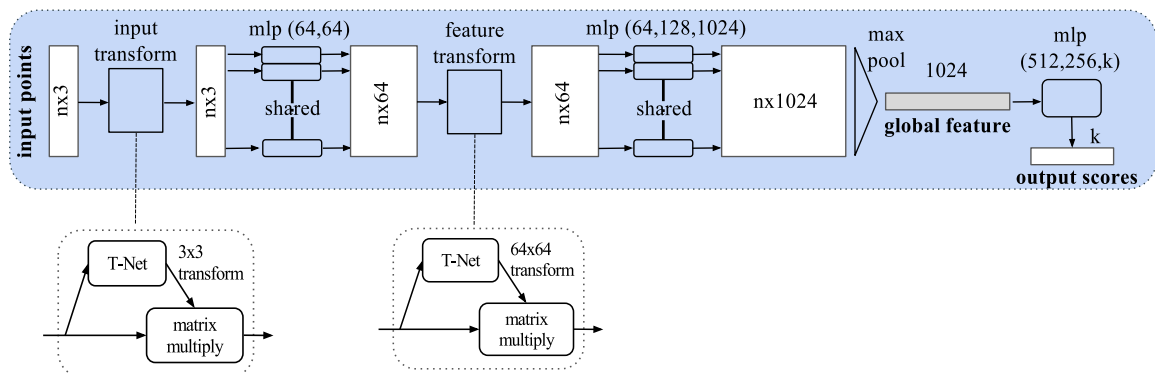 input points
nx3
input
transform
nx3
mlp (64,64)
shared
nx64
feature
transform
nx64
mlp (64,128,1024)
shared
nx1024
max
pool
1024
global feature
mlp
(512,256,k)
k
output scores
T-Net
3x3
transform
matrix
multiply
T-Net
64x64
transform
matrix
multiply